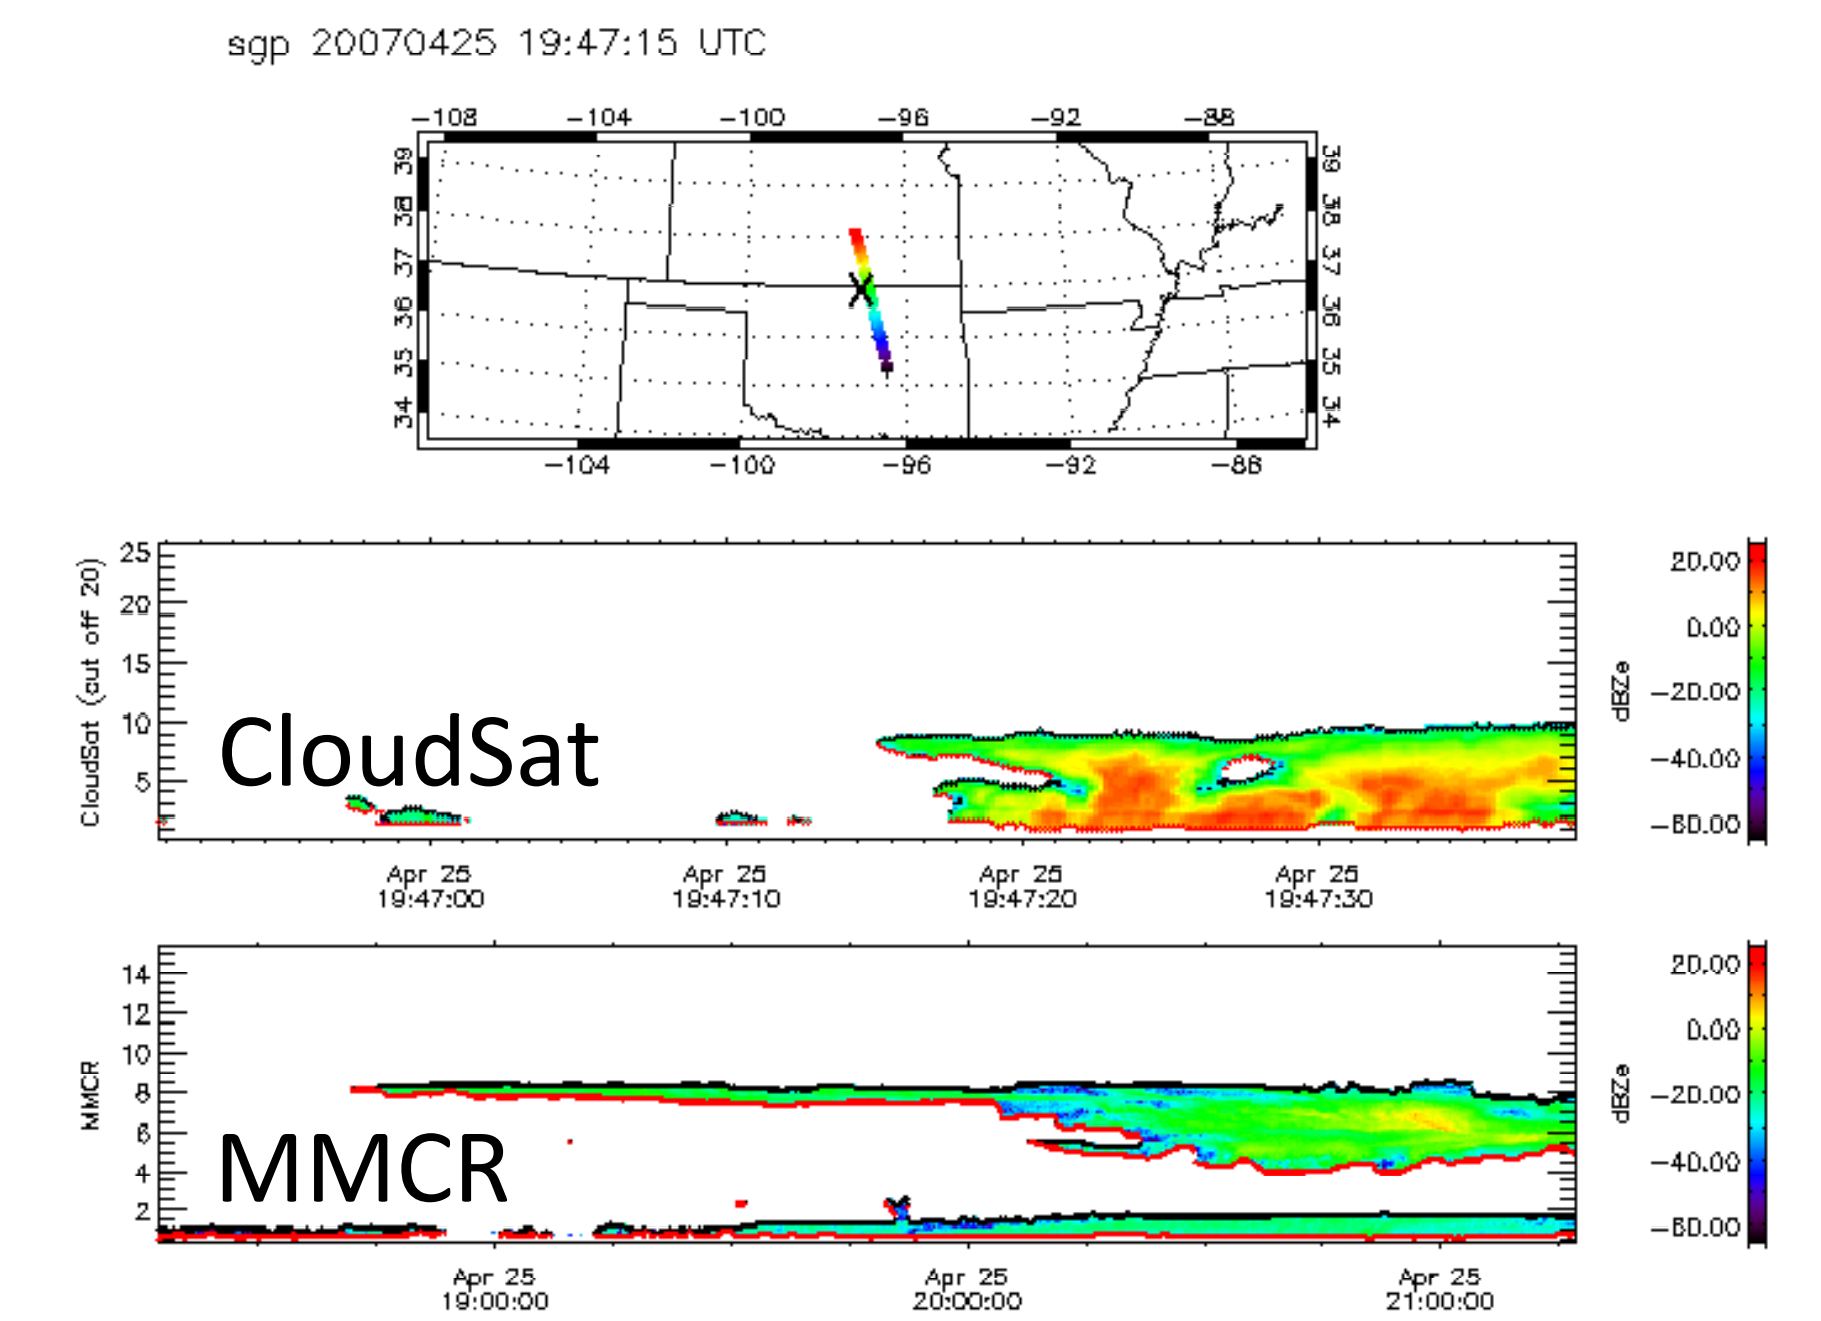 sgp 20070425 19:47:15 UTC
-108 -104 -100 -96 -92 -88
39 38 37 36 35 34
39 38 37 36 35 34
-104 -100 -96 -92 -88
CloudSat (cut off 20)
25
20
15
10
5
CloudSat
Apr 25 Apr 25 Apr 25 Apr 25
19:47:00 19:47:10 19:47:20 19:47:30
dBZe
20.00
0.00
-20.00
-40.00
-60.00
MMCR
14
12
10
8
6
4
2
MMCR
Apr 25 Apr 25 Apr 25
19:00:00 20:00:00 21:00:00
dBZe
20.00
0.00
-20.00
-40.00
-60.00